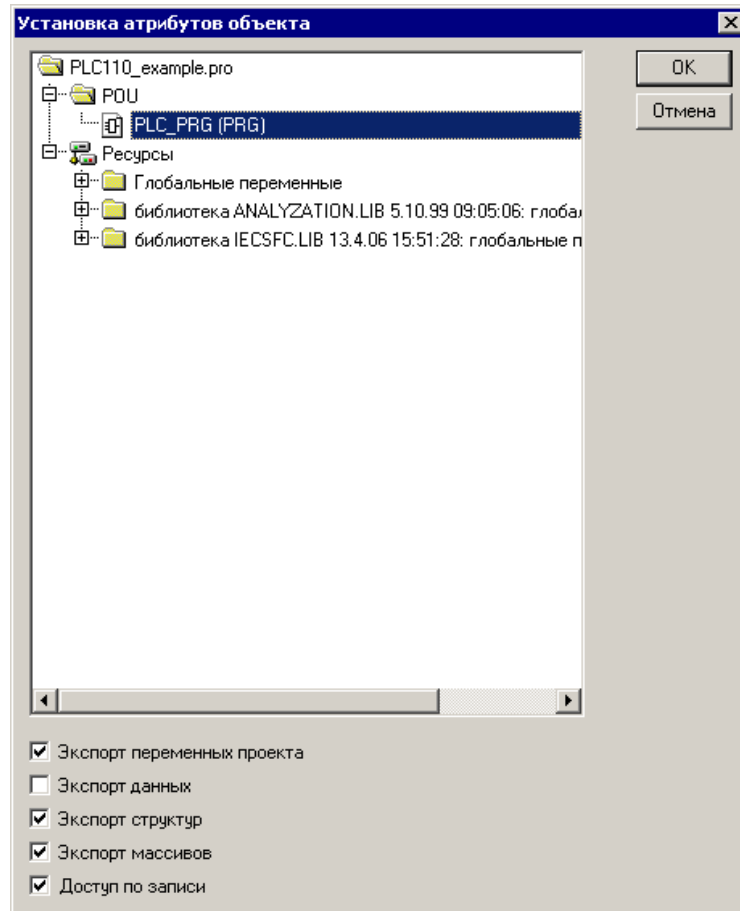 Установка атрибутов объекта
PLC110_example.pro
OK
POU
Отмена
PLC_PRG (PRG)
Ресурсы
Глобальные переменные
библиотека ANALYZATION.LIB 5.10.99 09:05:06: глобал
библиотека IECSFC.LIB 13.4.06 15:51:28: глобальные п
Экспорт переменных проекта
Экспорт данных
Экспорт структур
Экспорт массивов
Доступ по записи